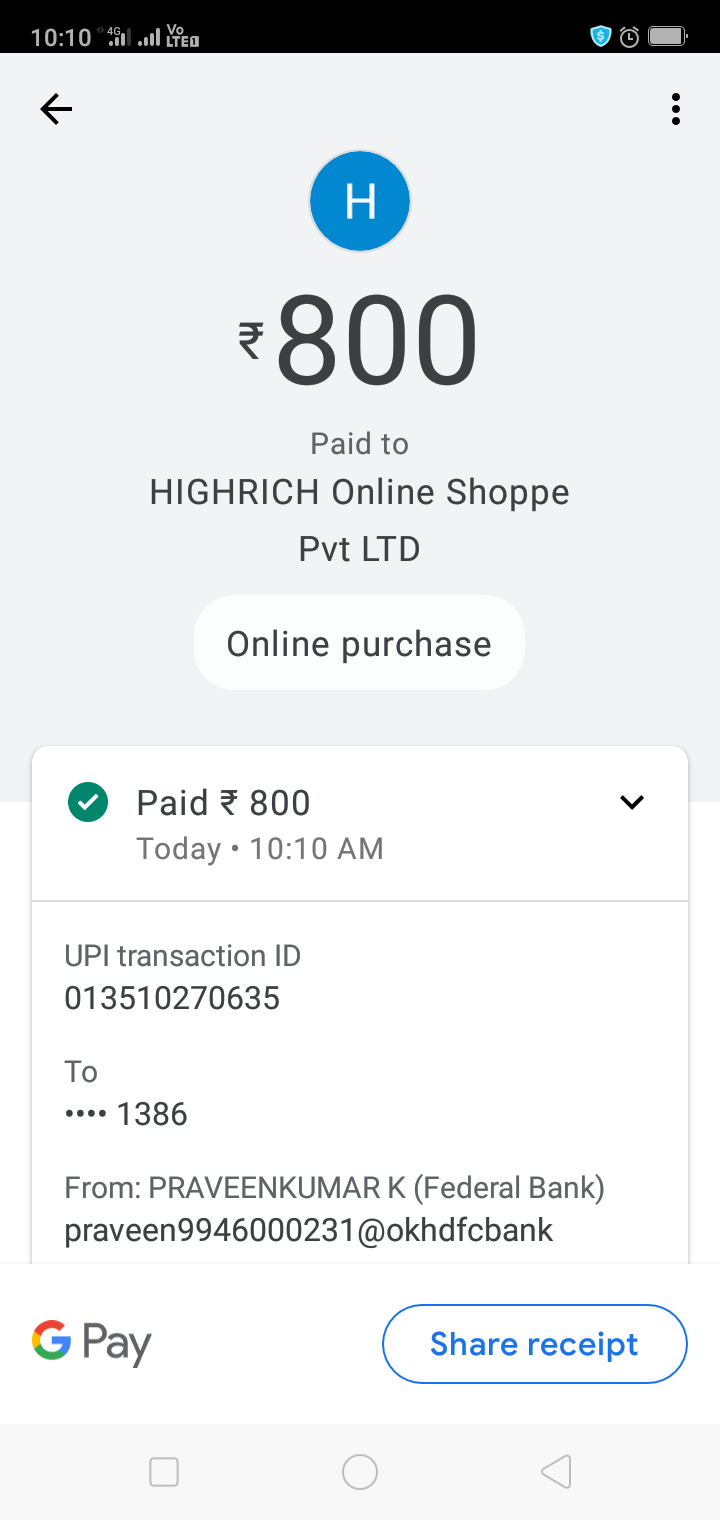 10:10 4G Vo LTE1
H
₹800
Paid to
HIGHRICH Online Shoppe
Pvt LTD
Online purchase
Paid ₹ 800
Today • 10:10 AM
UPI transaction ID
013510270635
To
•••• 1386
From: PRAVEENKUMAR K (Federal Bank)
praveen9946000231@okhdfcbank
G Pay
Share receipt